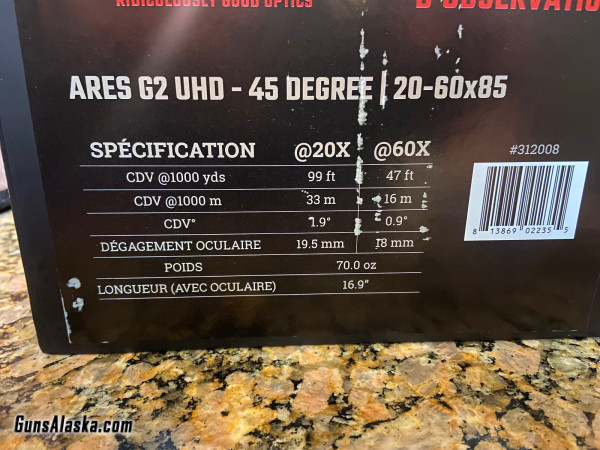 RIDICULOUSLY GOOD OPTICS
D'OBSERVATIO
ARES G2 UHD - 45 DEGREE | 20-60x85
SPÉCIFICATION @20X @60X
CDV @1000 yds 99 ft 47 ft
CDV @1000 m 33 m 16 m
CDV° 1.9° 0.9°
DÉGAGEMENT OCULAIRE 19.5 mm 18 mm
POIDS 70.0 oz
LONGUEUR (AVEC OCULAIRE) 16.9"
#312008
8 13869 02235 5
GunsAlaska.com